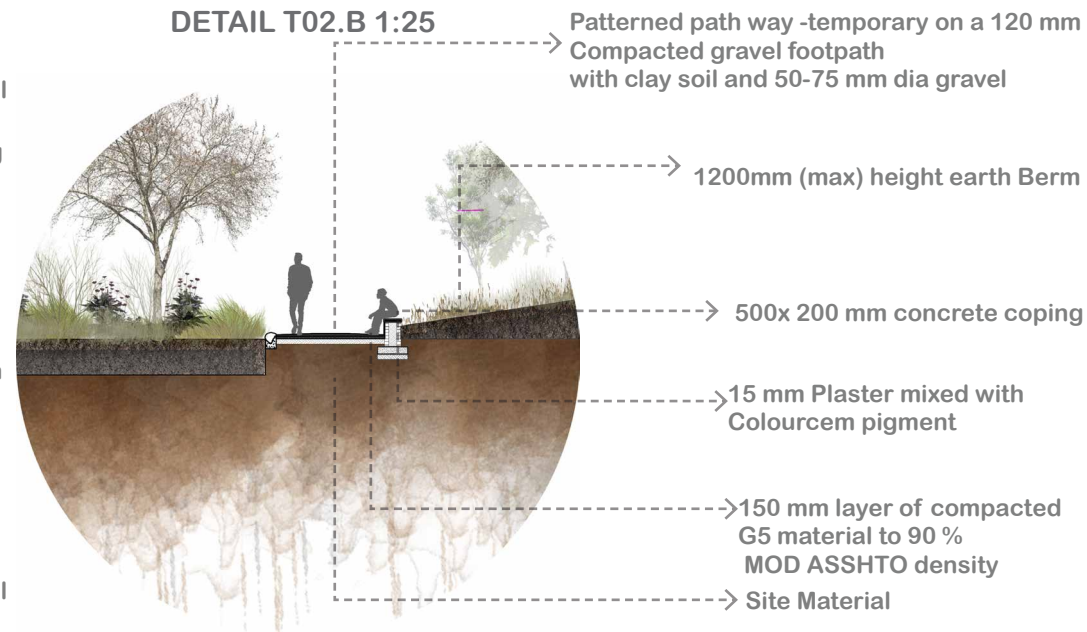 DETAIL T02.B 1:25
Patterned path way -temporary on a 120 mm
Compacted gravel footpath
with clay soil and 50-75 mm dia gravel
1200mm (max) height earth Berm
500x 200 mm concrete coping
15 mm Plaster mixed with
Colourcem pigment
150 mm layer of compacted
G5 material to 90 %
MOD ASSHTO density
Site Material